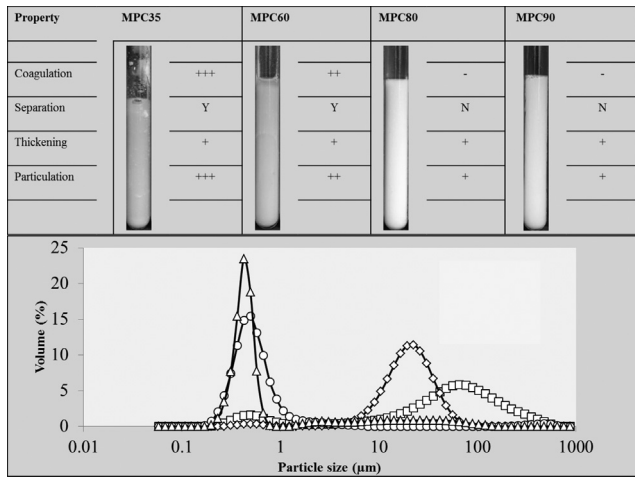 Property MPC35 MPC60 MPC80 MPC90
Coagulation +++ ++ - -
Separation Y Y N N
Thickening + + + +
Particulation +++ ++ + +
25
20
15
10
5
0
Volume (%)
0.01 0.1 1 10 100 1000
Particle size (µm)